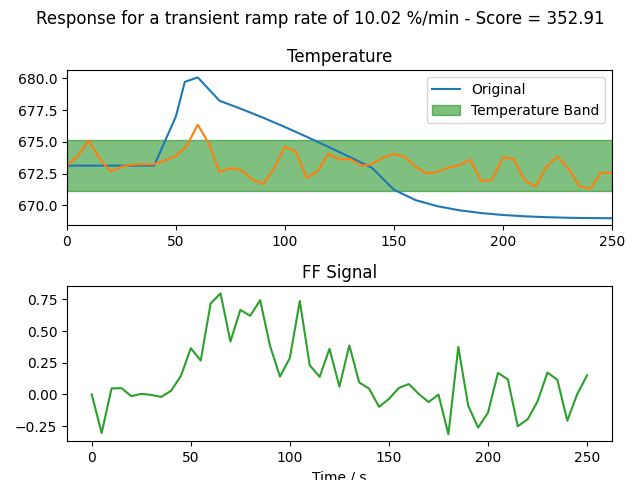 Response for a transient ramp rate of 10.02 %/min - Score = 352.91
Temperature
680.0
677.5
675.0
672.5
670.0
Original
Temperature Band
0 50 100 150 200 250
FF Signal
0.75
0.50
0.25
0.00
−0.25
0 50 100 150 200 250
Time / s